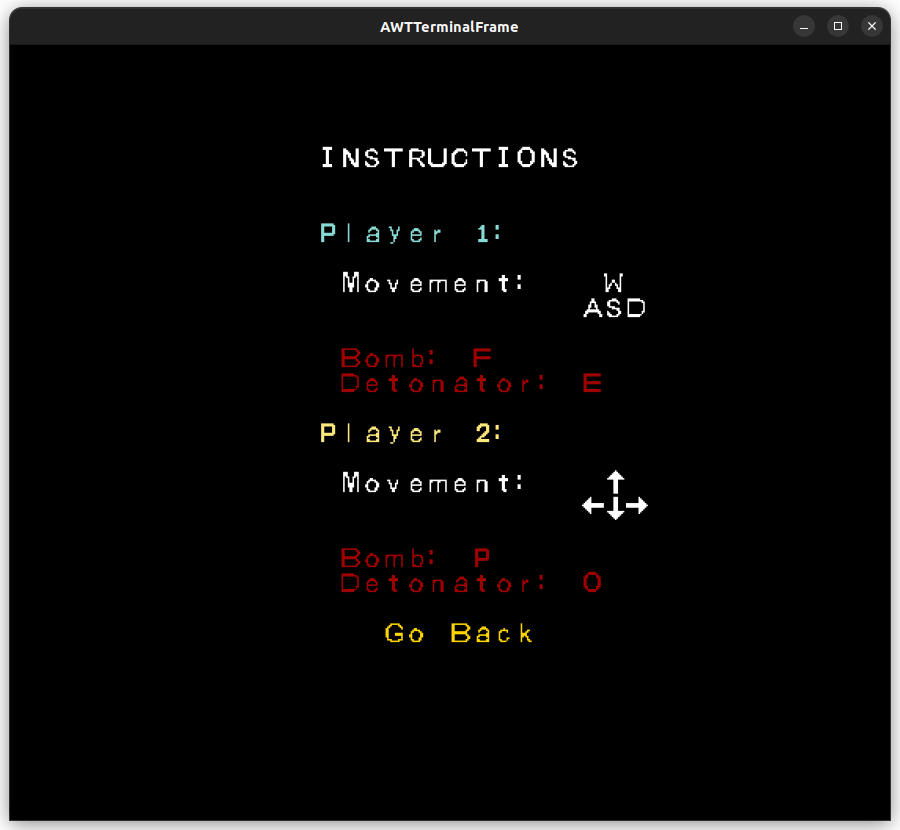 AWTTerminalFrame
INSTRUCTIONS
Player 1:
Movement: W
ASD
Bomb: F
Detonator: E
Player 2:
Movement: ↑
←↓→
Bomb: P
Detonator: O
Go Back